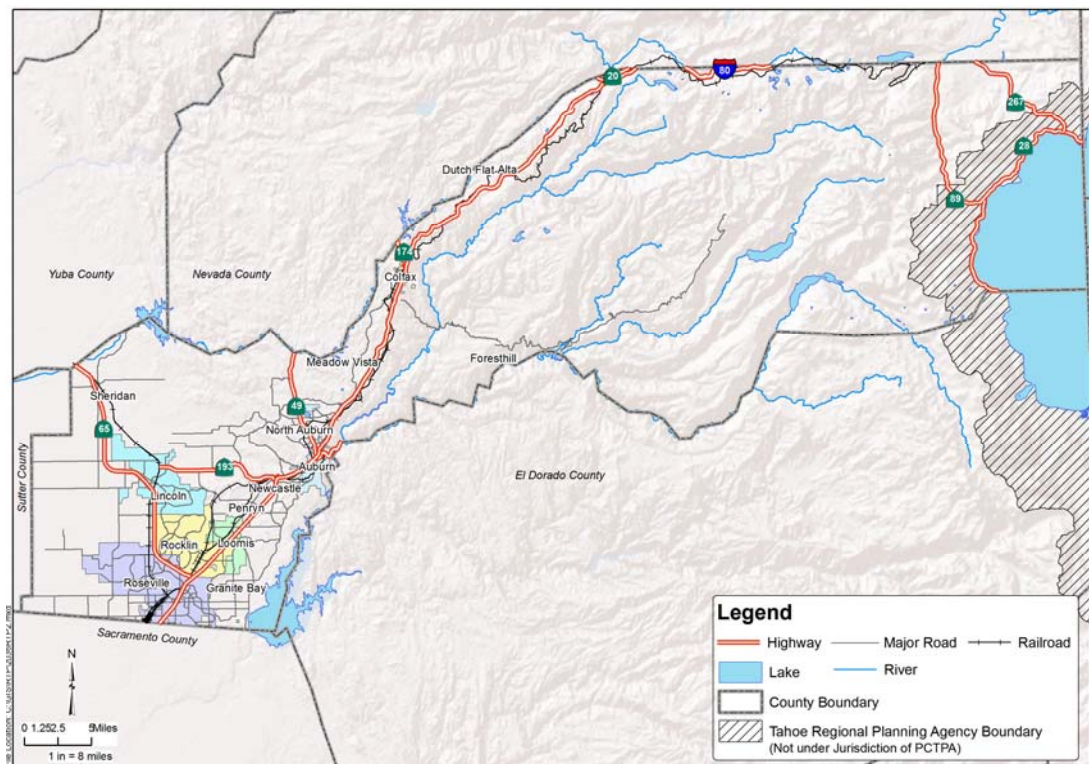 20
80
267
28
89
Dutch Flat Alta
174
Colfax
Yuba County
Nevada County
Meadow Vista
Foresthill
Sheridan
49
65
North Auburn
193
Auburn
El Dorado County
Sutter County
Newcastle
Lincoln
Penryn
Rocklin
Loomis
Roseville
Granite Bay
Sacramento County
N
0 1.25 2.5 5 Miles
1 in = 8 miles
Legend
Highway
Major Road
Railroad
Lake
River
County Boundary
Tahoe Regional Planning Agency Boundary
(Not under Jurisdiction of PCTPA)